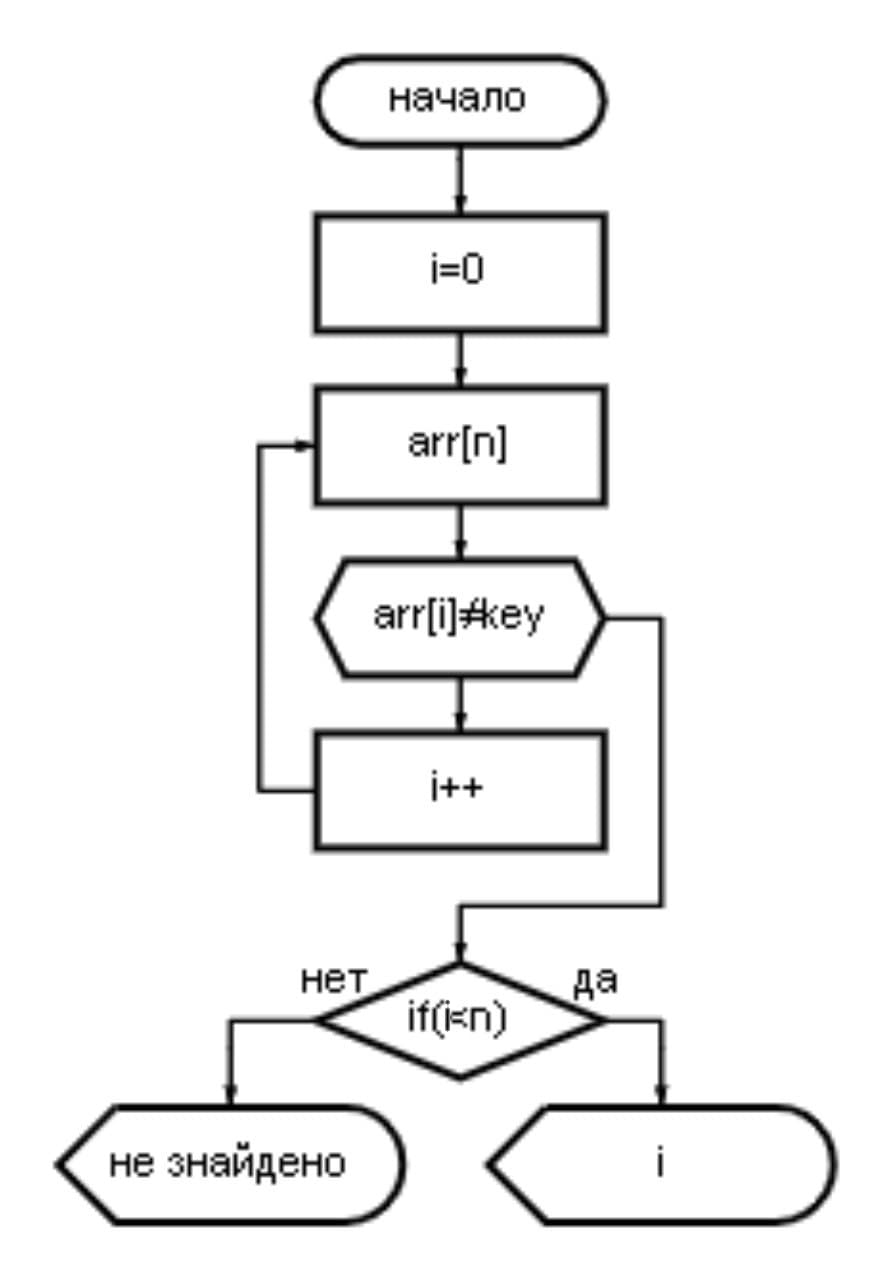 начало
i=0
arr[n]
arr[i]≠key
i++
нет
да
if(i<n)
не знайдено
i